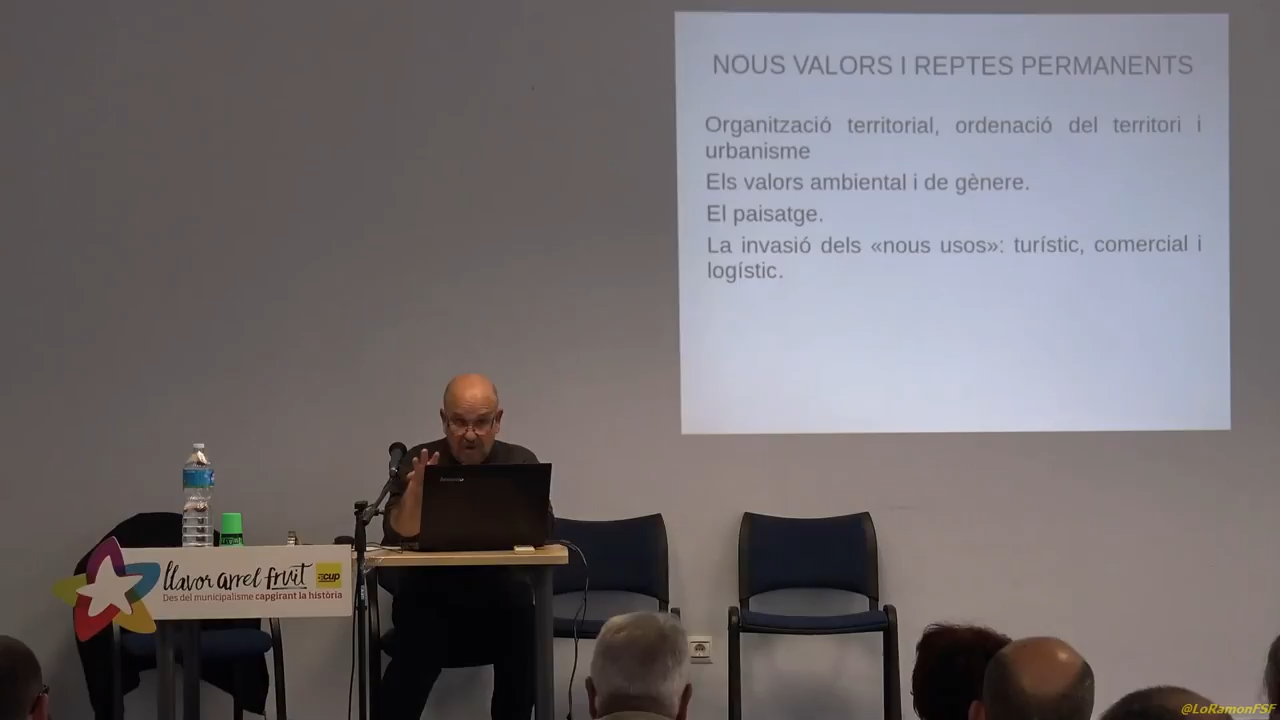 NOUS VALORS I REPTES PERMANENTS
Organització territorial, ordenació del territori i
urbanisme
Els valors ambiental i de gènere.
El paisatge.
La invasió dels «nous usos»: turístic, comercial i
logístic.
llavor arrel fruit
cup
Des del municipalisme capgirant la història
@LoRamonFSF